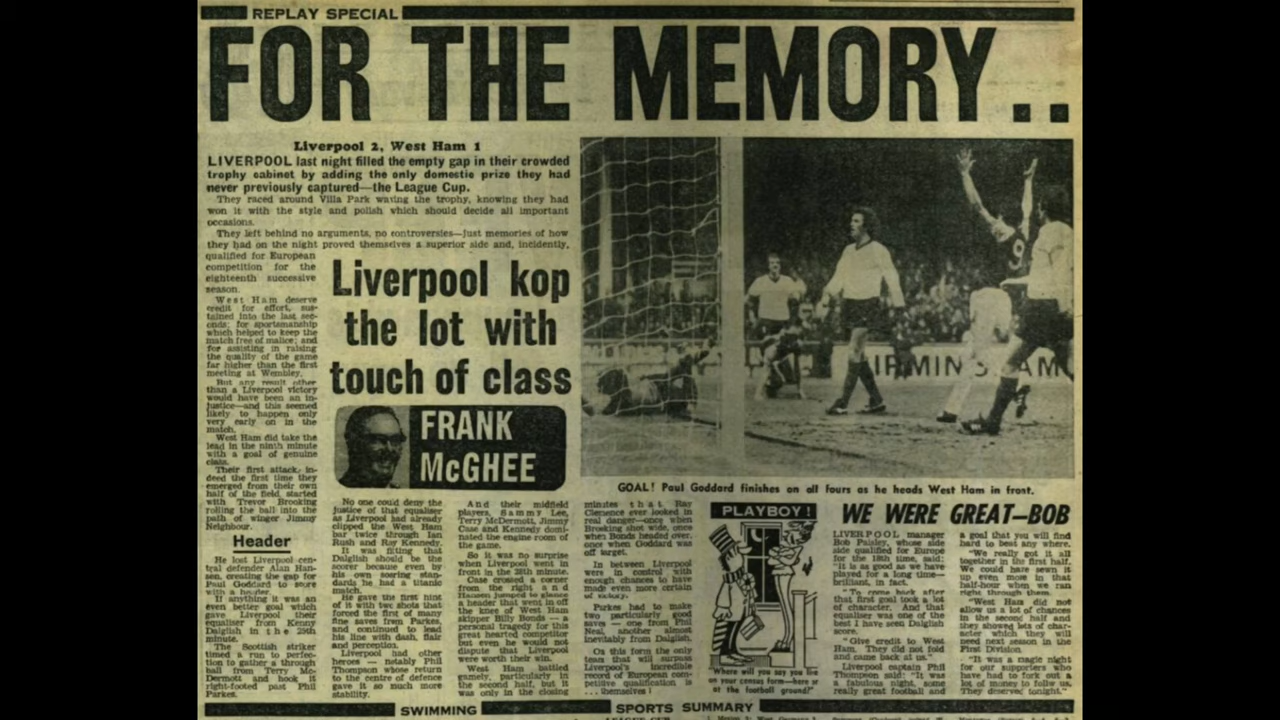 REPLAY SPECIAL
FOR THE MEMORY..
Liverpool 2, West Ham 1
LIVERPOOL last night filled the empty gap in their crowded
trophy cabinet by adding the only domestic prize they had
never previously captured—the League Cup.
They raced around Villa Park waving the trophy, knowing they had
won it with the style and polish which should decide all important
occasions.
They left behind no arguments, no controversies—just memories of how
they had on the night proved themselves a superior side and, incidently,
qualified for European
competition for the
eighteenth successive
season.
West Ham deserve
credit for effort, sus-
tained into the last sec-
onds; for sportsmanship
which helped to keep the
match free of malice; and
for assisting in raising
the quality of the game
far higher than the first
meeting at Wembley.
But any result other
than a Liverpool victory
would have been an in-
justice—and this seemed
likely to happen only
very early on in the
match.
West Ham did take the
lead in the ninth minute
with a goal of genuine
class.
Their first attack, in-
deed the first time they
emerged from their own
half of the field, started
with Trevor Brooking
rolling the ball into the
path of winger Jimmy
Neighbour.
Header
He lost Liverpool cen-
tral defender Alan Han-
sen, creating the gap for
Paul Goddard to score
with a header.
If anything it was an
even better goal which
gave Liverpool their
equaliser from Kenny
Dalglish in the 25th
minute.
The Scottish striker
timed a run to perfec-
tion to gather a through
ball from Terry Mc-
Dermott and hook it
right-footed past Phil
Parkes.
Liverpool kop
the lot with
touch of class
FRANK
McGHEE
No one could deny the
justice of that equaliser
as Liverpool had already
clipped the West Ham
bar twice through Ian
Rush and Ray Kennedy.
It was fitting that
Dalglish should be the
scorer because even by
his own soaring stan-
dards he had a titanic
match.
He gave the first hint
of it with two shots that
forced the first of many
fine saves from Parkes,
and continued to lead
his line with dash, flair
and perception.
Liverpool had other
heroes — notably Phil
Thompson whose return
to the centre of defence
gave it so much more
stability.
And their midfield
players, Sammy Lee,
Terry McDermott, Jimmy
Case and Kennedy domi-
nated the engine room of
the game.
So it was no surprise
when Liverpool went in
front in the 28th minute.
Case crossed a corner
from the right and
Hansen jumped to glance
a header that went in off
the knee of West Ham
skipper Billy Bonds — a
personal tragedy for this
great hearted competitor
but even he would not
dispute that Liverpool
were worth their win.
West Ham battled
gamely, particularly in
the second half, but it
was only in the closing
minutes that Ray
Clemence ever looked in
real danger—once when
Brooking shot wide, once
when Bonds headed over,
once when Goddard was
off target.
In between Liverpool
were in control with
enough chances to have
made even more certain
of victory.
Parkes had to make
two particularly good
saves — one from Phil
Neal, another almost
inevitably from Dalglish.
On this form the only
team that will surpass
Liverpool's incredible
record of European com-
petitive qualification is
. . . themselves!
BIRMIN
AM
9
GOAL! Paul Goddard finishes on all fours as he heads West Ham in front.
PLAYBOY!
"Where will you say you lie
on your census form—here or
at the football ground?"
WE WERE GREAT—BOB
LIVERPOOL manager
Bob Paisley, whose side
side qualified for Europe
for the 18th time, said:
"It is as good as we have
played for a long time—
brilliant, in fact.
"To come back after
that first goal took a lot
of character. And that
equaliser was one of the
best I have seen Dalglish
score.
"Give credit to West
Ham. They did not fold
and came back at us."
Liverpool captain Phil
Thompson said: "It was
a fabulous night, some
really great football and
a goal that you will find
hard to best any where.
"We really got it all
together in the first half.
We could have sewn it
up even more in that
half-hour when we ran
right through them.
"West Ham did not
allow us a lot of chances
in the second half and
they showed lots of char-
acter which they will
need next season in the
First Division.
"It was a magic night
for our supporters who
have had to fork out a
lot of money to follow us.
They deserved tonight."
SWIMMING
SPORTS SUMMARY
LEAGUE CUP